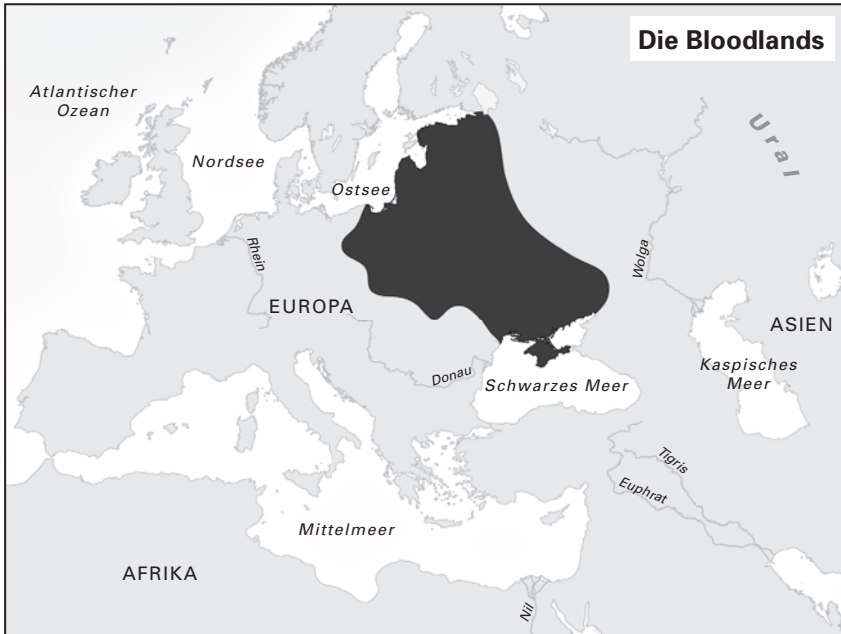 Die Bloodlands
Atlantischer
Ozean
Ural
Nordsee
Ostsee
Rhein
Wolga
EUROPA
ASIEN
Kaspisches
Meer
Donau
Schwarzes Meer
Tigris
Euphrat
Mittelmeer
AFRIKA
Nil